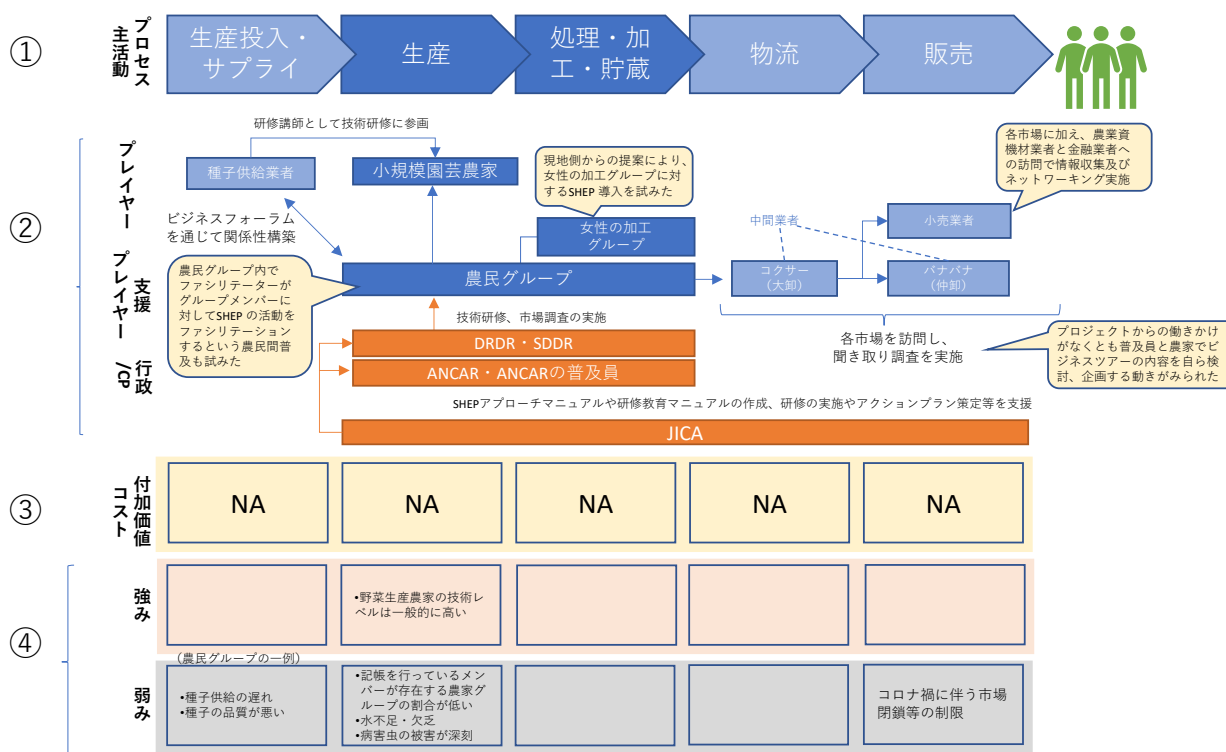 ①
プロセス
主活動
生産投入・
サプライ
生産
処理・加
工・貯蔵
物流
販売
②
プレイヤー
研修講師として技術研修に参画
種子供給業者
小規模園芸農家
現地側からの提案により、
女性の加工グループに対
するSHEP 導入を試みた
各市場に加え、農業資
機材業者と金融業者へ
の訪問で情報収集及び
ネットワーキング実施
ビジネスフォーラム
を通じて関係性構築
女性の加工
グループ
中間業者
小売業者
支援
プレイヤー
農民グループ内で
ファシリテーターが
グループメンバーに
対してSHEP の活動を
ファシリテーション
するという農民間普
及も試みた
農民グループ
コクサー
（大卸）
バナバナ
（仲卸）
技術研修、市場調査の実施
各市場を訪問し、
聞き取り調査を実施
プロジェクトからの働きかけ
がなくとも普及員と農家でビ
ジネスツアーの内容を自ら検
討、企画する動きがみられた
行政
/CP
DRDR・SDDR
ANCAR・ANCARの普及員
SHEPアプローチマニュアルや研修教育マニュアルの作成、研修の実施やアクションプラン策定等を支援
JICA
③
付加価値
コスト
NA
NA
NA
NA
NA
④
強み
•野菜生産農家の技術レ
ベルは一般的に高い
弱み
（農民グループの一例）
•種子供給の遅れ
•種子の品質が悪い
•記帳を行っているメン
バーが存在する農家グ
ループの割合が低い
•水不足・欠乏
•病害虫の被害が深刻
コロナ禍に伴う市場
閉鎖等の制限